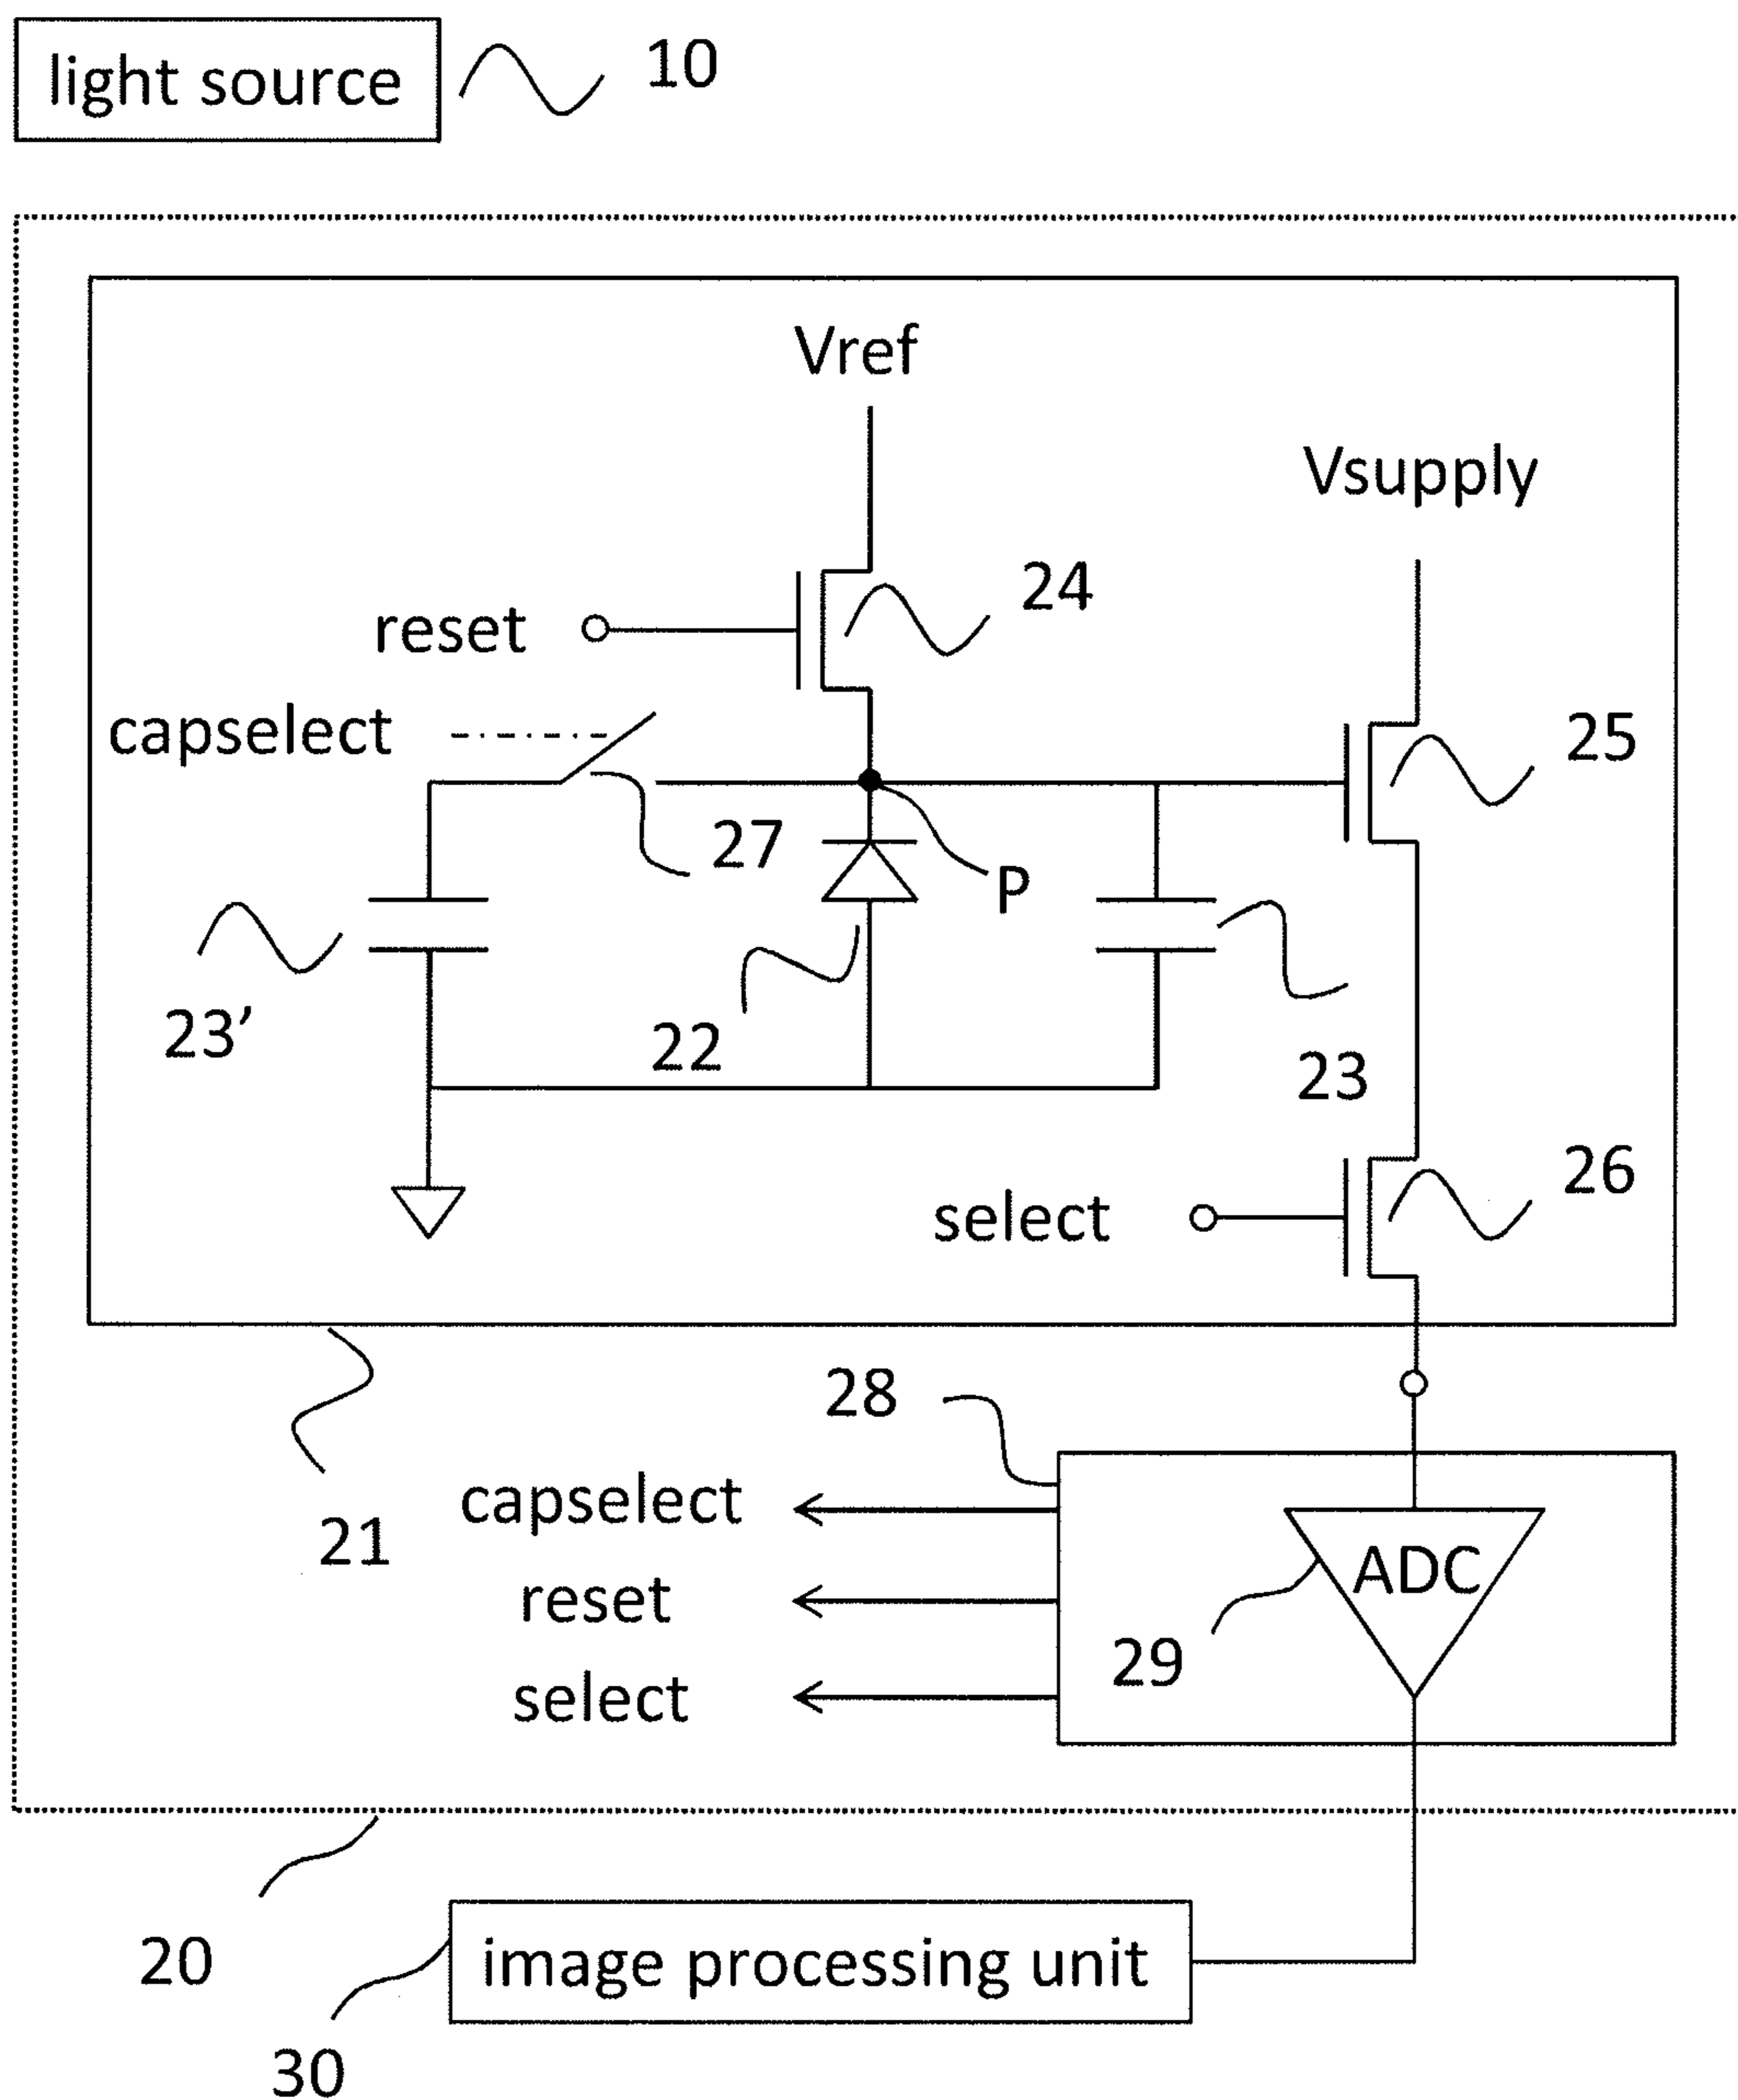 light source
10
Vref
Vsupply
24
reset
capselect
25
27
P
23’
22
23
26
select
28
capselect
21
ADC
reset
29
select
20
image processing unit
30